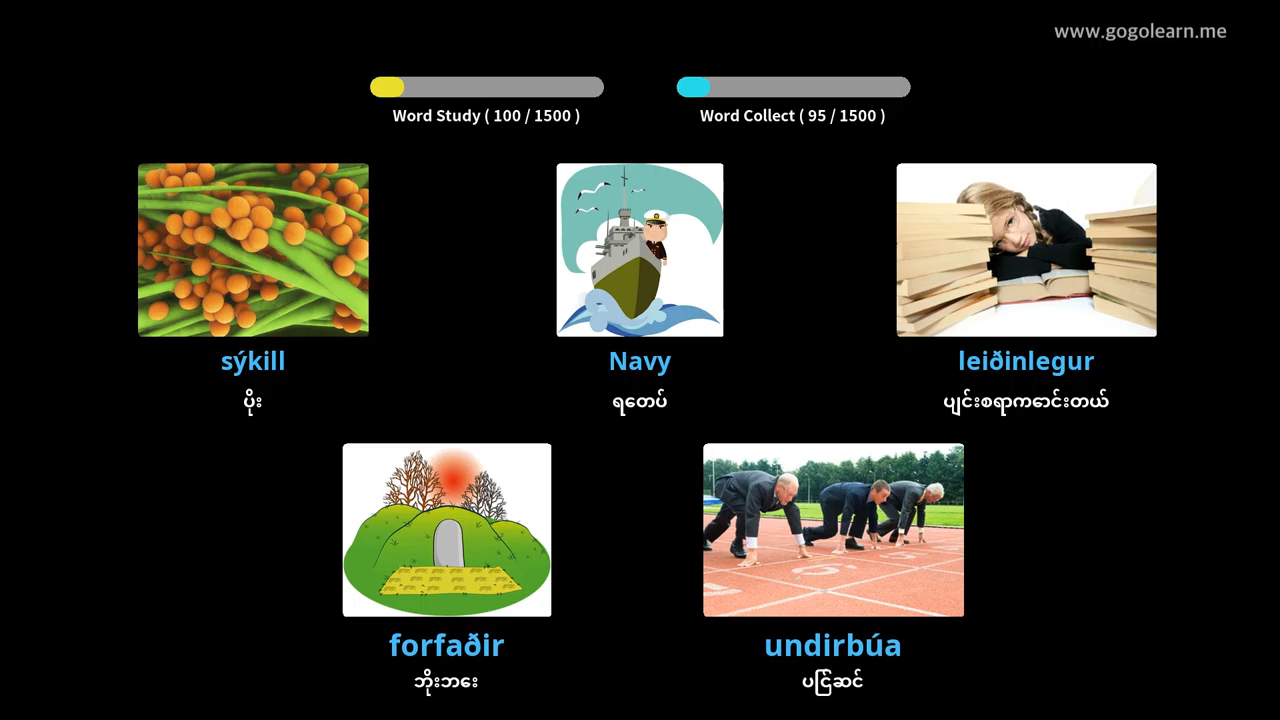 www.gogolearn.me
Word Study ( 100 / 1500 )
Word Collect ( 95 / 1500 )
sýkill
ပိုး
Navy
ရေတပ်
leiðinlegur
ပျင်းစရာကောင်းတယ်
forfaðir
ဘိုးဘေး
undirbúa
ပြင်ဆင်